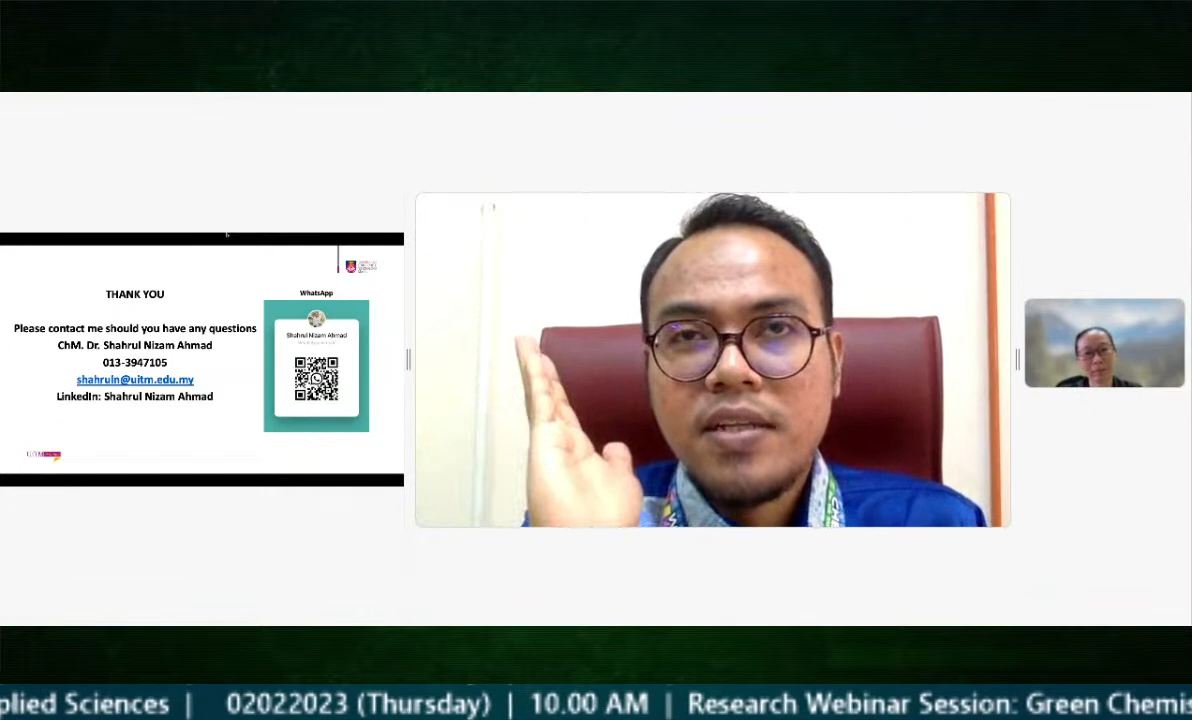 THANK YOU
Please contact me should you have any questions
ChM. Dr. Shahrul Nizam Ahmad
013-3947105
shahruln@uitm.edu.my
LinkedIn: Shahrul Nizam Ahmad
WhatsApp
Shahrul Nizam Ahmad
plied Sciences | 02022023 (Thursday) | 10.00 AM | Research Webinar Session: Green Chemis